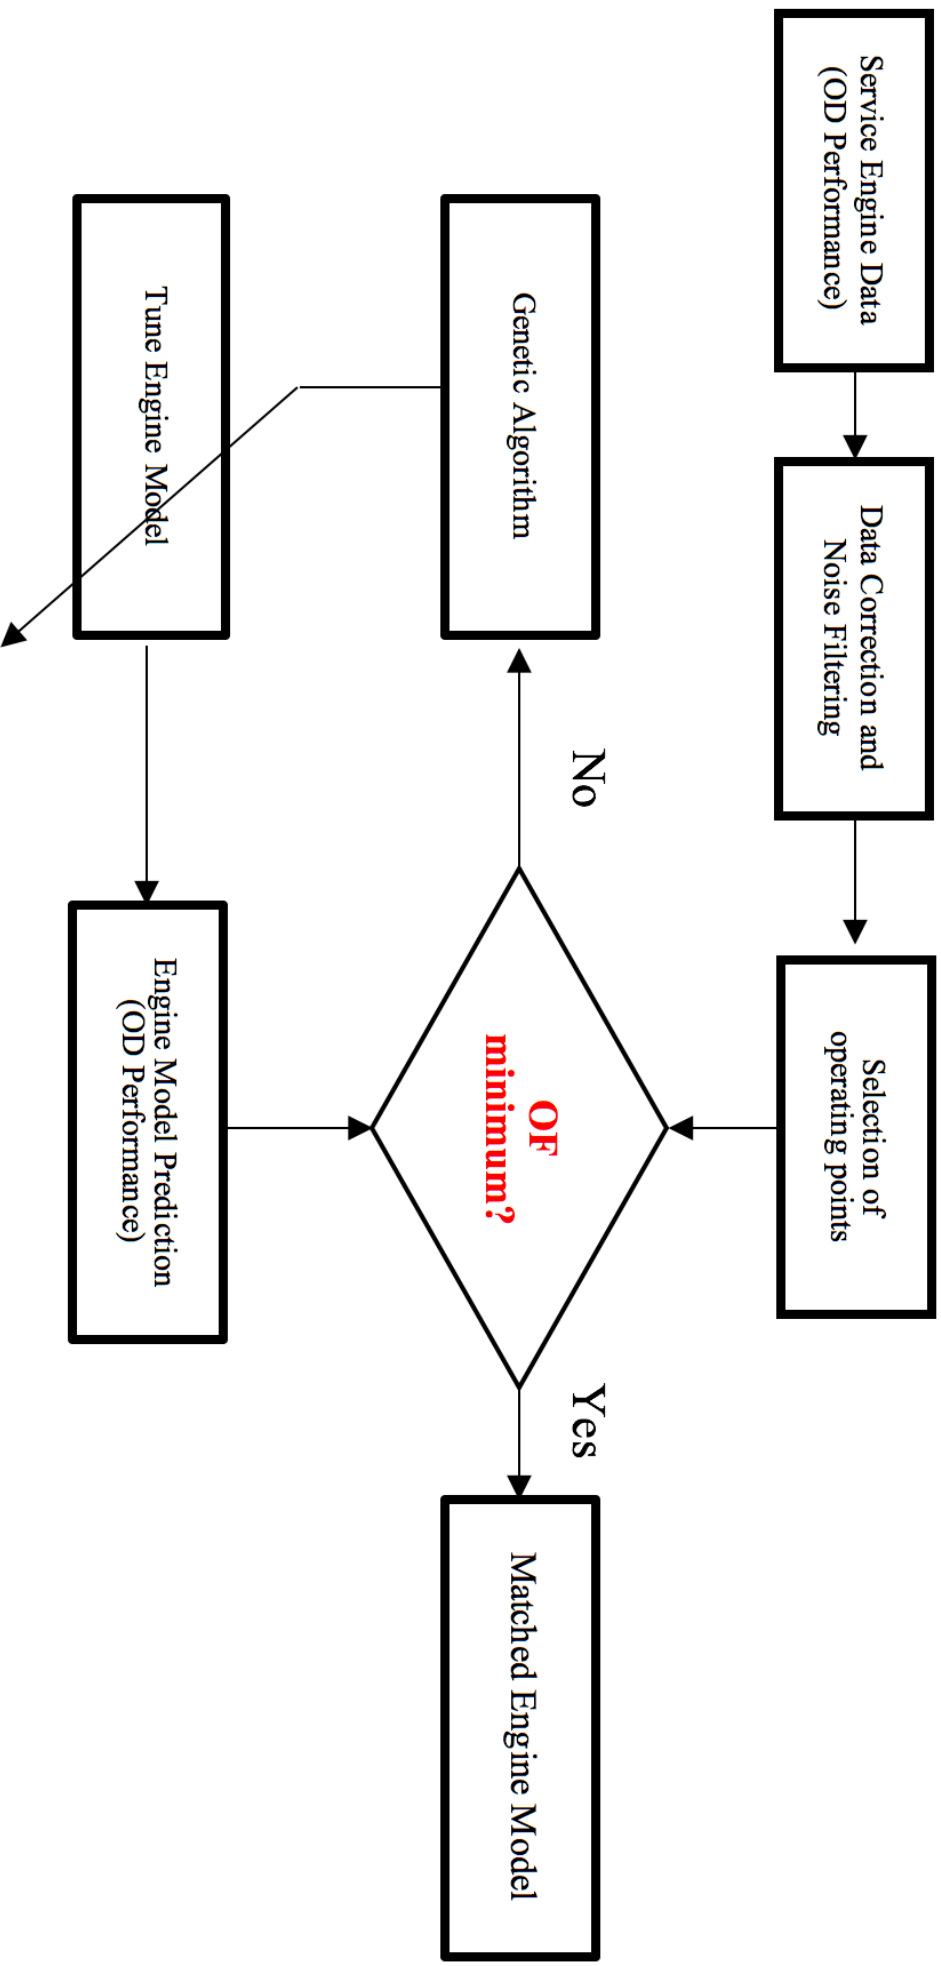 Service Engine Data
(OD Performance)
Data Correction and
Noise Filtering
Selection of
operating points
Genetic Algorithm
No
OF
minimum?
Yes
Matched Engine Model
Tune Engine Model
Engine Model Prediction
(OD Performance)